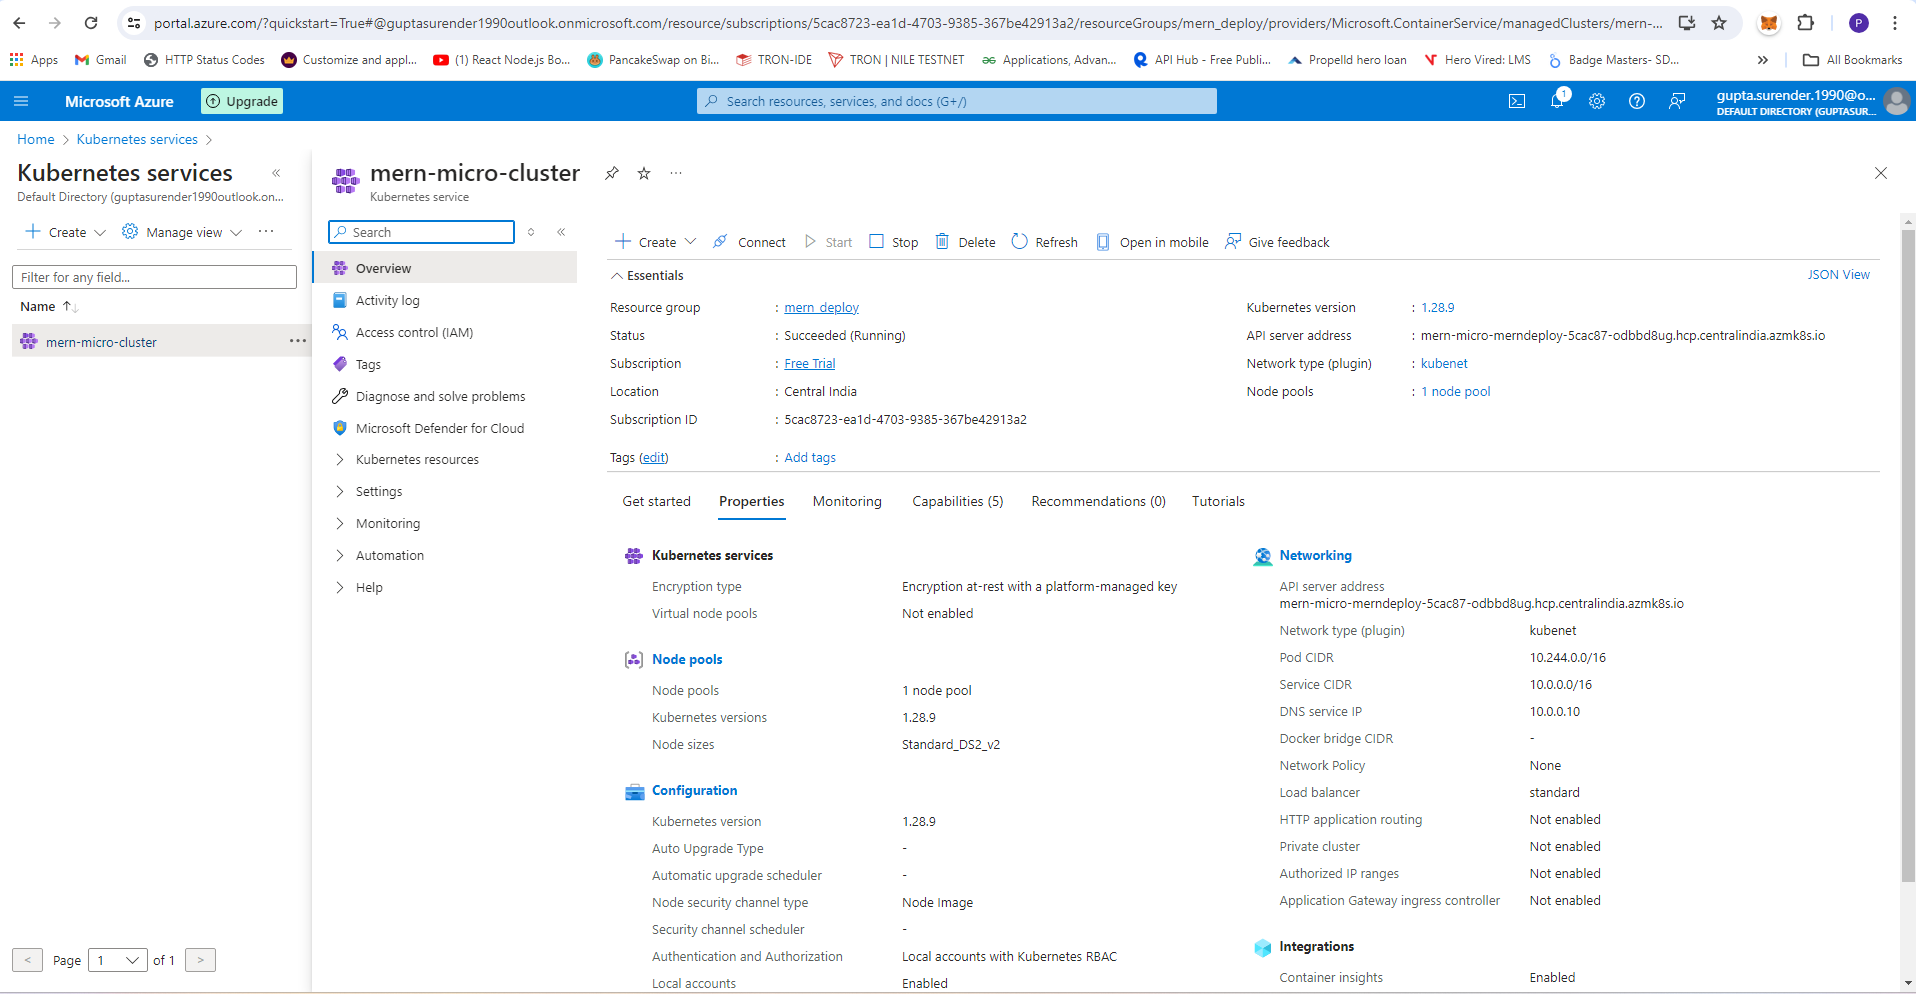 portal.azure.com/?quickstart=True#@guptasurender1990outlook.onmicrosoft.com/resource/subscriptions/5cac8723-ea1d-4703-9385-367be42913a2/resourceGroups/mern_deploy/providers/Microsoft.ContainerService/managedClusters/mern-...
P
Apps Gmail HTTP Status Codes Customize and appl... (1) React Node.js Bo... PancakeSwap on Bi... TRON-IDE TRON | NILE TESTNET Applications, Advan... API Hub - Free Publi... Propelld hero loan Hero Vired: LMS Badge Masters- SD... All Bookmarks
Microsoft Azure Upgrade Search resources, services, and docs (G+/) 1 gupta.surender.1990@o...
DEFAULT DIRECTORY (GUPTASUR...
Home > Kubernetes services >
Kubernetes services
Default Directory (guptasurender1990outlook.on...
Create Manage view ...
Filter for any field...
Name
mern-micro-cluster ...
< Page 1 of 1 >
mern-micro-cluster ...
Kubernetes service
Search
Overview
Activity log
Access control (IAM)
Tags
Diagnose and solve problems
Microsoft Defender for Cloud
Kubernetes resources
Settings
Monitoring
Automation
Help
Create Connect Start Stop Delete Refresh Open in mobile Give feedback
Essentials JSON View
Resource group : mern_deploy
Status : Succeeded (Running)
Subscription : Free Trial
Location : Central India
Subscription ID : 5cac8723-ea1d-4703-9385-367be42913a2
Kubernetes version : 1.28.9
API server address : mern-micro-merndeploy-5cac87-odbbd8ug.hcp.centralindia.azmk8s.io
Network type (plugin) : kubenet
Node pools : 1 node pool
Tags (edit) : Add tags
Get started Properties Monitoring Capabilities (5) Recommendations (0) Tutorials
Kubernetes services
Encryption type Encryption at-rest with a platform-managed key
Virtual node pools Not enabled
Node pools
Node pools 1 node pool
Kubernetes versions 1.28.9
Node sizes Standard_DS2_v2
Configuration
Kubernetes version 1.28.9
Auto Upgrade Type -
Automatic upgrade scheduler -
Node security channel type Node Image
Security channel scheduler -
Authentication and Authorization Local accounts with Kubernetes RBAC
Local accounts Enabled
Networking
API server address
mern-micro-merndeploy-5cac87-odbbd8ug.hcp.centralindia.azmk8s.io
Network type (plugin) kubenet
Pod CIDR 10.244.0.0/16
Service CIDR 10.0.0.0/16
DNS service IP 10.0.0.10
Docker bridge CIDR -
Network Policy None
Load balancer standard
HTTP application routing Not enabled
Private cluster Not enabled
Authorized IP ranges Not enabled
Application Gateway ingress controller Not enabled
Integrations
Container insights Enabled